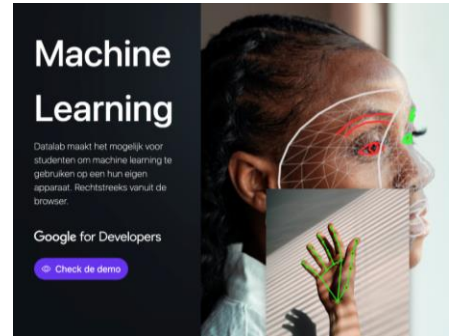 Machine
Learning
Datalab maakt het mogelijk voor
studenten om machine learning te
gebruiken op een hun eigen
apparaat. Rechtstreeks vanuit de
browser.
Google for Developers
Check de demo